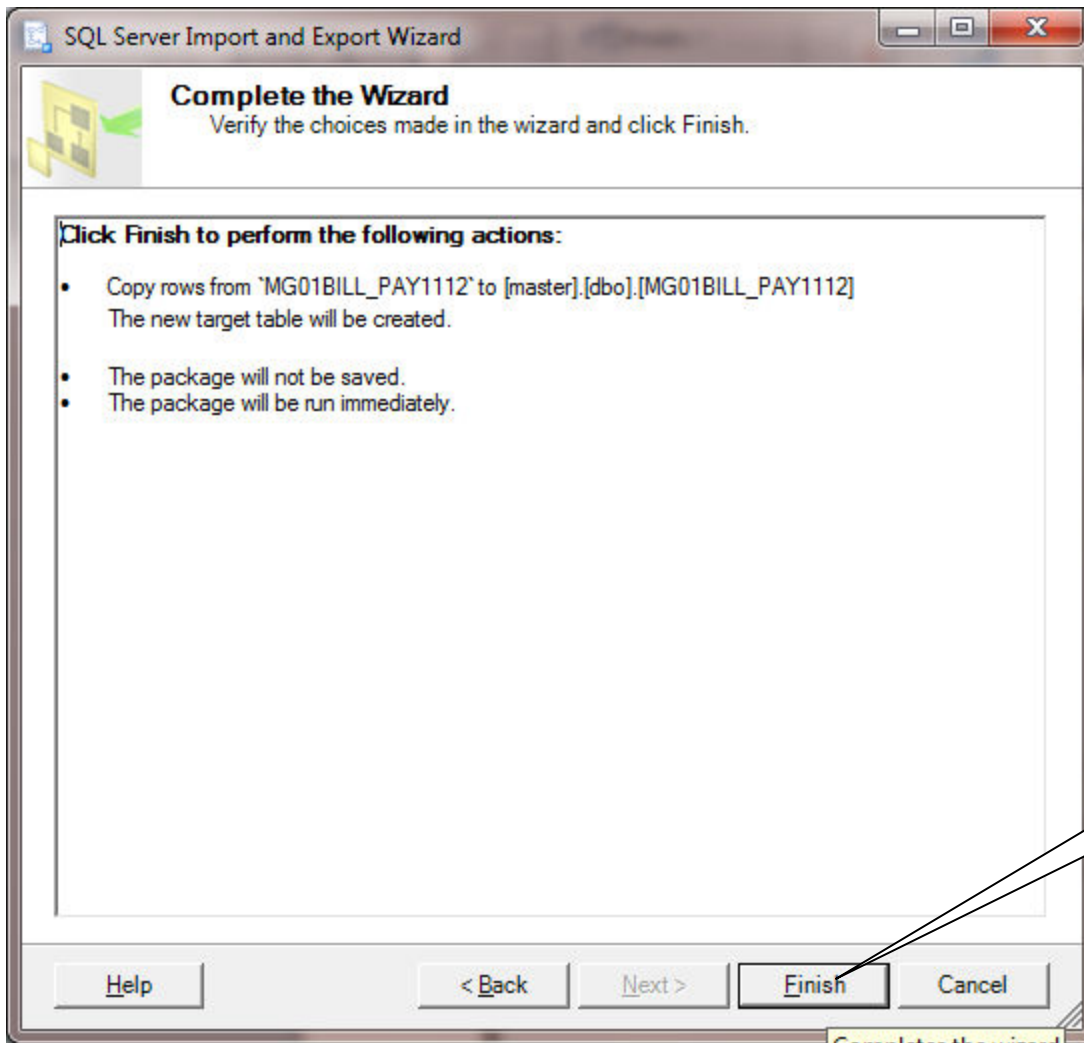 SQL Server Import and Export Wizard
Complete the Wizard
Verify the choices made in the wizard and click Finish.
Click Finish to perform the following actions:
• Copy rows from `MG01BILL_PAY1112` to [master].[dbo].[MG01BILL_PAY1112]
The new target table will be created.
• The package will not be saved.
• The package will be run immediately.
Help < Back Next > Finish Cancel
Completes the wizard